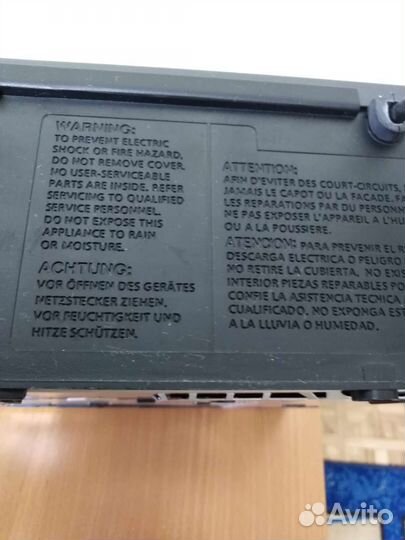 WARNING:
TO PREVENT ELECTRIC
SHOCK OR FIRE HAZARD,
DO NOT REMOVE COVER.
NO USER-SERVICEABLE
PARTS ARE INSIDE. REFER
SERVICING TO QUALIFIED
SERVICE PERSONNEL.
DO NOT EXPOSE THIS
APPLIANCE TO RAIN
OR MOISTURE.
ACHTUNG:
VOR ÖFFNEN DES GERÄTES
NETZSTECKER ZIEHEN.
VOR FEUCHTIGKEIT UND
HITZE SCHÜTZEN.
ATTENTION:
AFIN D'EVITER DES COURT-CIRCUITS,
JAMAIS LE CAPOT OU LA FACADE.
LES REPARATIONS PAR DU PERSONN
NE PAS EXPOSER L'APPAREIL A L'HU
OU A LA POUSSIERE.
ATENCION: PARA PREVENIR EL R
DESCARGA ELECTRICA O PELIGRO
NO RETIRE LA CUBIERTA. NO EXIS
INTERIOR PIEZAS REPARABLES PO
CONFIE LA ASISTENCIA TECNICA
CUALIFICADO. NO EXPONGA EST
A LA LLUVIA O HUMEDAD.
Avito